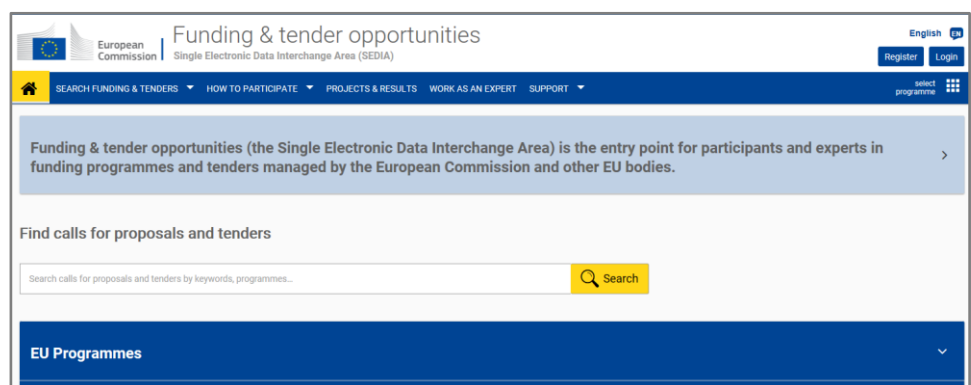 European
Commission
Funding & tender opportunities
Single Electronic Data Interchange Area (SEDIA)
English EN
Register Login
SEARCH FUNDING & TENDERS HOW TO PARTICIPATE PROJECTS & RESULTS WORK AS AN EXPERT SUPPORT
select
programme
Funding & tender opportunities (the Single Electronic Data Interchange Area) is the entry point for participants and experts in
funding programmes and tenders managed by the European Commission and other EU bodies.
Find calls for proposals and tenders
Search calls for proposals and tenders by keywords, programmes...
Search
EU Programmes